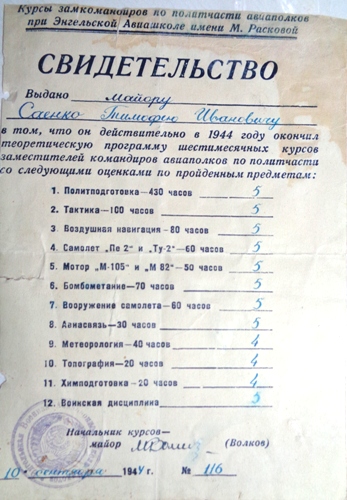 Курсы замкомандиров по политчасти авиаполков
при Энгельской Авиашколе имени М. Расковой
СВИДЕТЕЛЬСТВО
Выдано майору
Саенко Тимофею Ивановичу
в том, что он действительно в 1944 году окончил
теоретическую программу шестимесячных курсов
заместителей командиров авиаполков по политчасти
со следующими оценками по пройденным предметам:
1. Политподготовка—430 часов 5
2. Тактика—100 часов 5
3. Воздушная навигация—80 часов 5
4. Самолет „Пе 2" и „Ту-2"—60 часов 5
5. Мотор „М-105" и „М 82"—50 часов 5
6. Бомбометание—70 часов 5
7. Вооружение самолета—60 часов 5
8. Авиасвязь—30 часов 5
9. Метеорология—40 часов 4
10. Топография—20 часов 4
11. Химподготовка—20 часов 4
12. Воинская дисциплина 5
Начальник курсов—
майор (Волков)
10 октября 1944 г. № 116